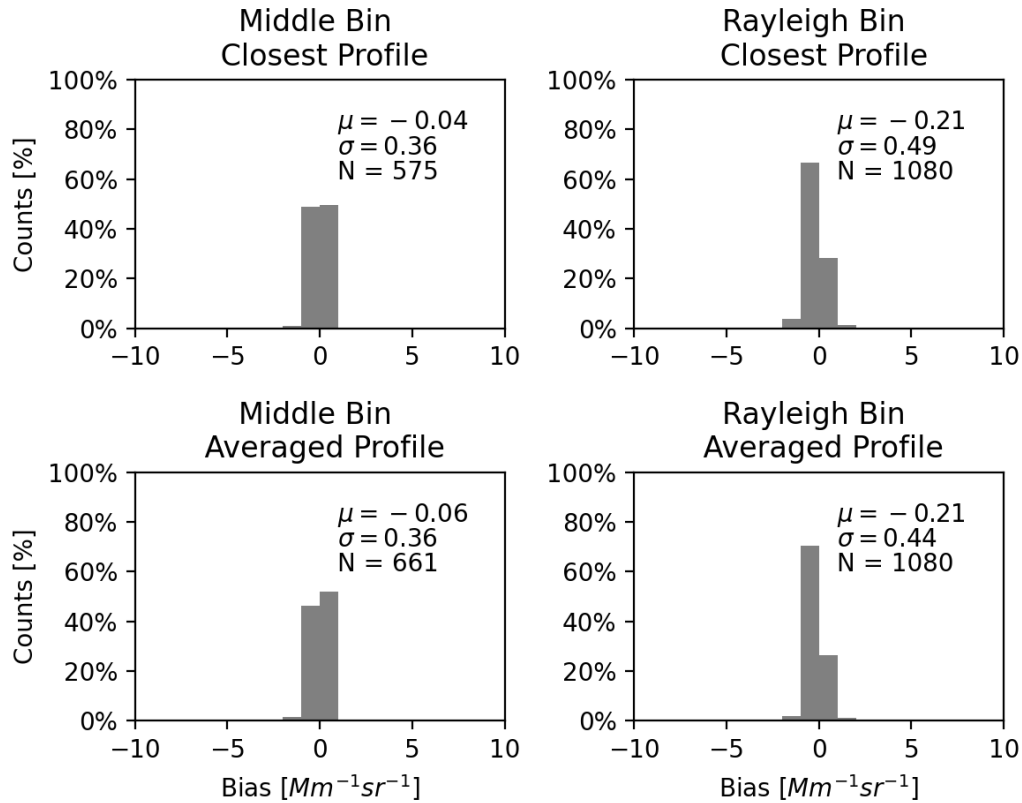 Middle Bin
Closest Profile
100%
80%
60%
40%
20%
0%
Counts [%]
μ = −0.04
σ = 0.36
N = 575
−10
−5
0
5
10
Rayleigh Bin
Closest Profile
100%
80%
60%
40%
20%
0%
μ = −0.21
σ = 0.49
N = 1080
−10
−5
0
5
10
Middle Bin
Averaged Profile
100%
80%
60%
40%
20%
0%
Counts [%]
μ = −0.06
σ = 0.36
N = 661
−10
−5
0
5
10
Bias [Mm⁻¹sr⁻¹]
Rayleigh Bin
Averaged Profile
100%
80%
60%
40%
20%
0%
μ = −0.21
σ = 0.44
N = 1080
−10
−5
0
5
10
Bias [Mm⁻¹sr⁻¹]